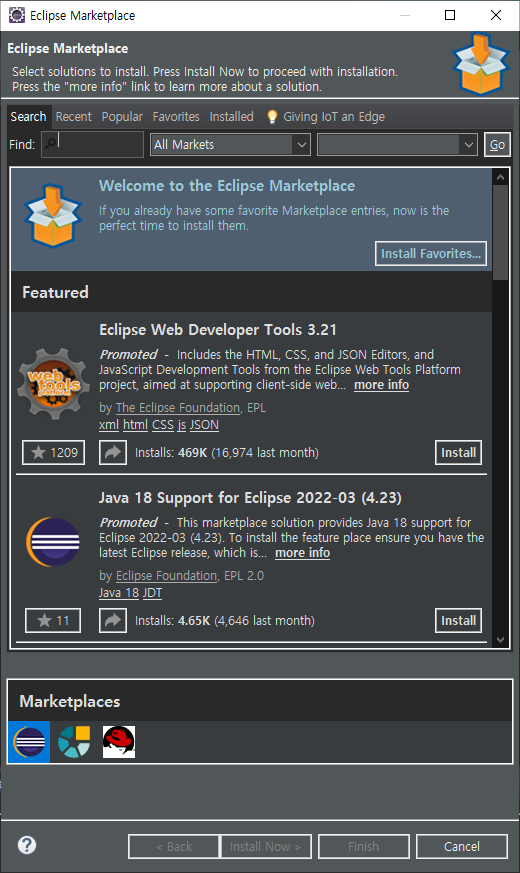 Eclipse Marketplace
Eclipse Marketplace
Select solutions to install. Press Install Now to proceed with installation.
Press the "more info" link to learn more about a solution.
Search Recent Popular Favorites Installed Giving IoT an Edge
Find: All Markets Go
Welcome to the Eclipse Marketplace
If you already have some favorite Marketplace entries, now is the
perfect time to install them.
Install Favorites...
Featured
Eclipse Web Developer Tools 3.21
Promoted - Includes the HTML, CSS, and JSON Editors, and
JavaScript Development Tools from the Eclipse Web Tools Platform
project, aimed at supporting client-side web... more info
web tools platform
by The Eclipse Foundation, EPL
xml html CSS js JSON
1209 Installs: 469K (16,974 last month) Install
Java 18 Support for Eclipse 2022-03 (4.23)
Promoted - This marketplace solution provides Java 18 support for
Eclipse 2022-03 (4.23). To install the feature place ensure you have the
latest Eclipse release, which is... more info
by Eclipse Foundation, EPL 2.0
Java 18 JDT
11 Installs: 4.65K (4,646 last month) Install
Marketplaces
? < Back Install Now > Finish Cancel